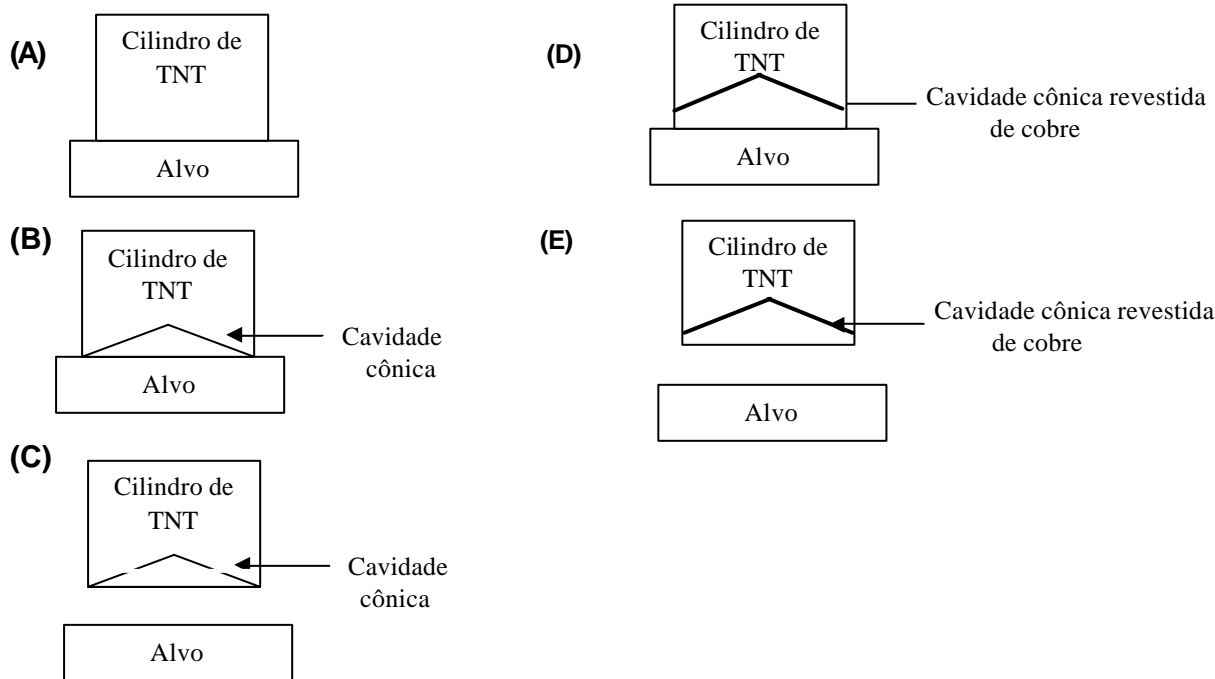 (A)
Cilindro de
TNT
Alvo
(B)
Cilindro de
TNT
Cavidade
cônica
Alvo
(C)
Cilindro de
TNT
Cavidade
cônica
Alvo
(D)
Cilindro de
TNT
Cavidade cônica revestida
de cobre
Alvo
(E)
Cilindro de
TNT
Cavidade cônica revestida
de cobre
Alvo